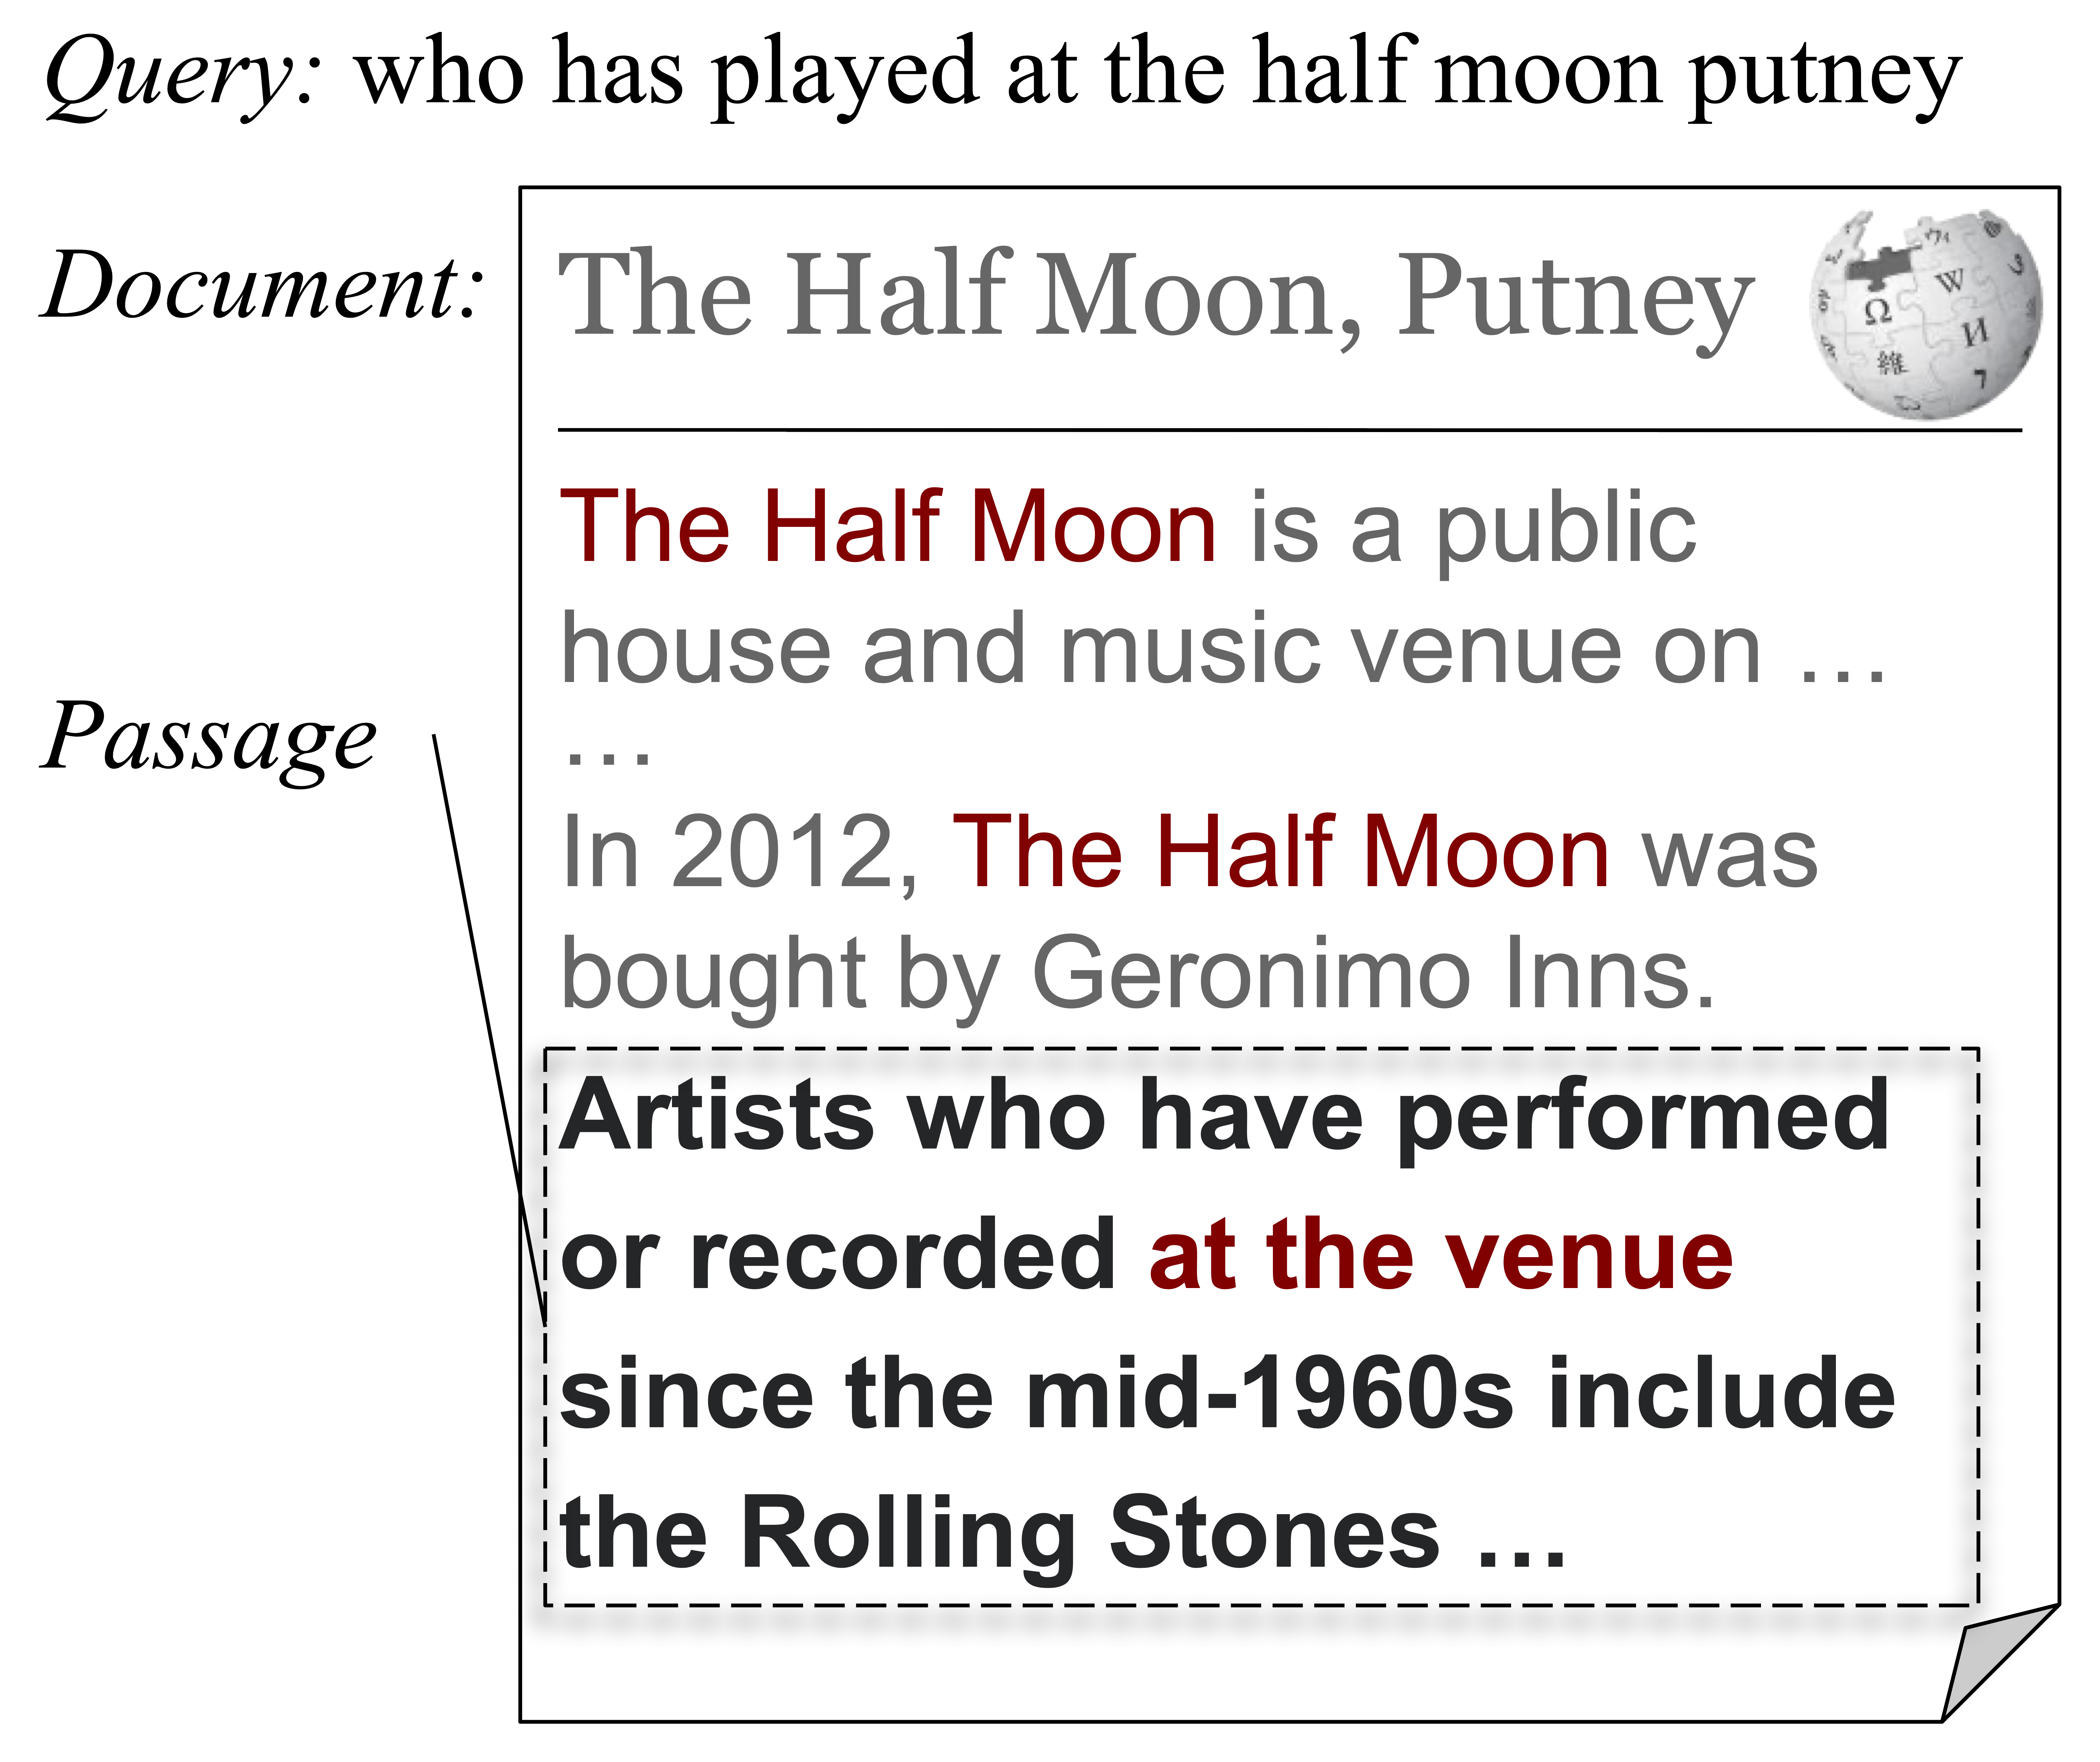 Query: who has played at the half moon putney
Document:
The Half Moon, Putney
Ω W И 維 7
The Half Moon is a public
house and music venue on …
Passage
…
In 2012, The Half Moon was
bought by Geronimo Inns.
Artists who have performed
or recorded at the venue
since the mid-1960s include
the Rolling Stones …